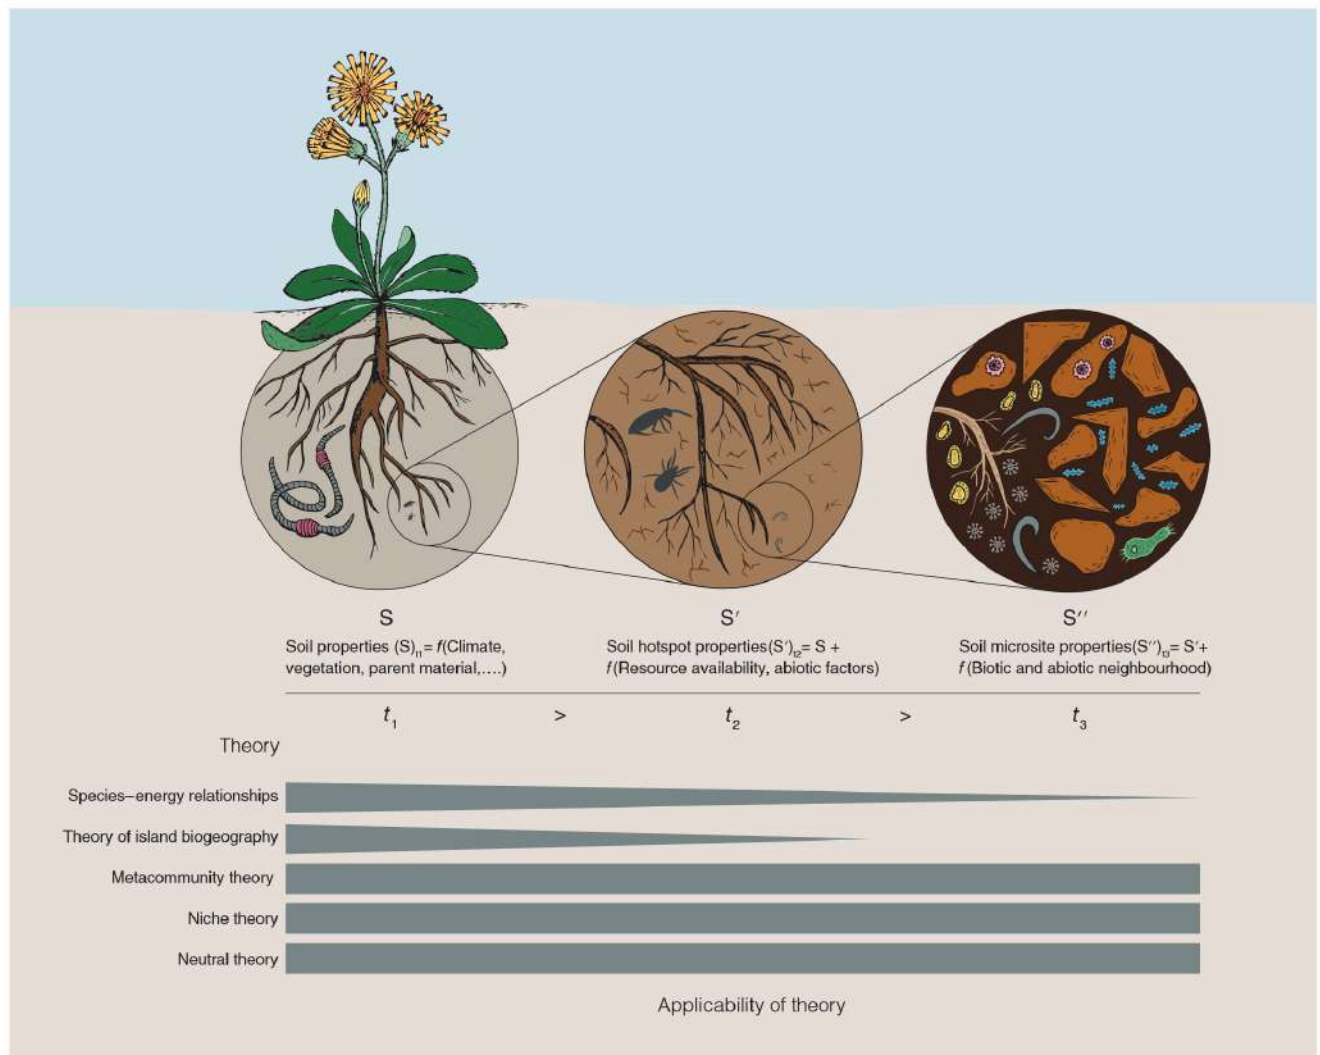 S
Soil properties (S)t1= f(Climate,
vegetation, parent material,....)
S′
Soil hotspot properties(S′)t2= S +
f(Resource availability, abiotic factors)
S′′
Soil microsite properties(S′′)t3= S′+
f(Biotic and abiotic neighbourhood)
t1 > t2 > t3
Theory
Species–energy relationships
Theory of island biogeography
Metacommunity theory
Niche theory
Neutral theory
Applicability of theory